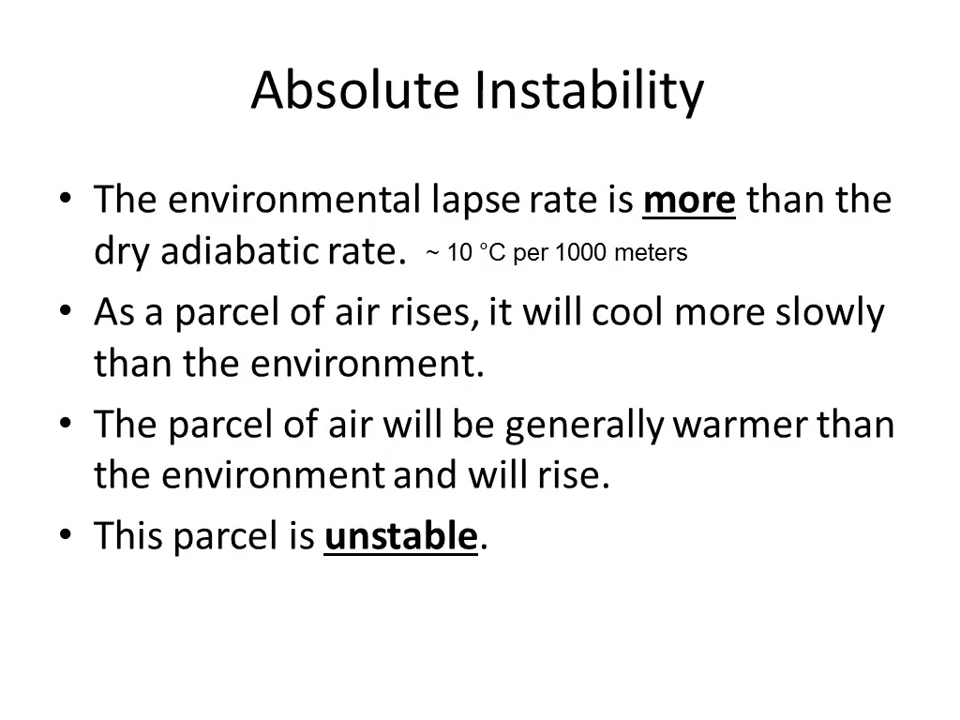 Absolute Instability
• The environmental lapse rate is more than the
dry adiabatic rate. ~ 10 °C per 1000 meters
• As a parcel of air rises, it will cool more slowly
than the environment.
• The parcel of air will be generally warmer than
the environment and will rise.
• This parcel is unstable.